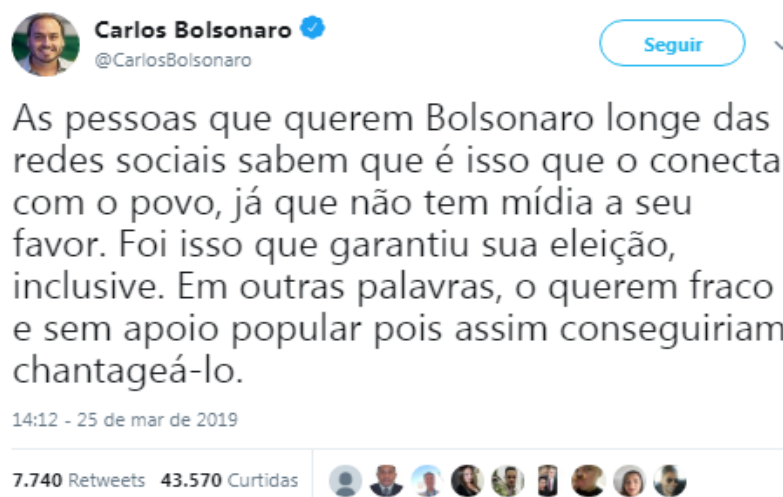 Carlos Bolsonaro
@CarlosBolsonaro
Seguir
As pessoas que querem Bolsonaro longe das
redes sociais sabem que é isso que o conecta
com o povo, já que não tem mídia a seu
favor. Foi isso que garantiu sua eleição,
inclusive. Em outras palavras, o querem fraco
e sem apoio popular pois assim conseguiriam
chantageá-lo.
14:12 - 25 de mar de 2019
7.740 Retweets 43.570 Curtidas